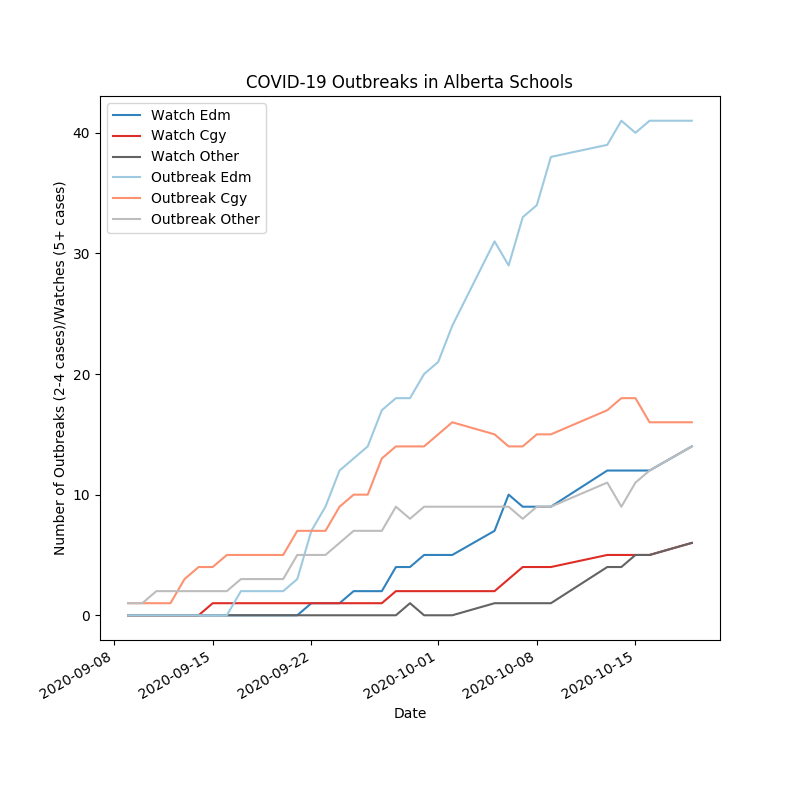 COVID-19 Outbreaks in Alberta Schools
Watch Edm
Watch Cgy
Watch Other
Outbreak Edm
Outbreak Cgy
Outbreak Other
Number of Outbreaks (2-4 cases)/Watches (5+ cases)
40
30
20
10
0
2020-09-08
2020-09-15
2020-09-22
2020-10-01
2020-10-08
2020-10-15
Date